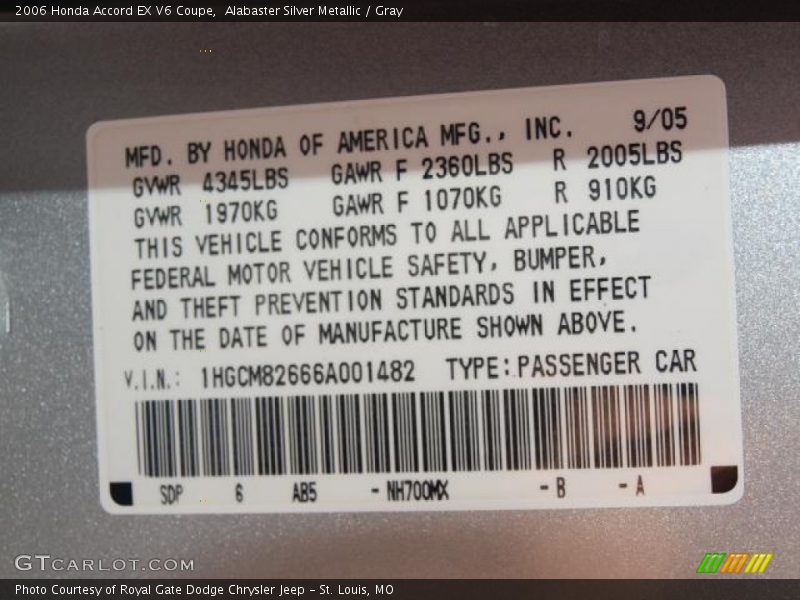 2006 Honda Accord EX V6 Coupe,  Alabaster Silver Metallic / Gray
MFD. BY HONDA OF AMERICA MFG., INC. 9/05
GVWR 4345LBS GAWR F 2360LBS R 2005LBS
GVWR 1970KG GAWR F 1070KG R 910KG
THIS VEHICLE CONFORMS TO ALL APPLICABLE
FEDERAL MOTOR VEHICLE SAFETY, BUMPER,
AND THEFT PREVENTION STANDARDS IN EFFECT
ON THE DATE OF MANUFACTURE SHOWN ABOVE.
V.I.N.: 1HGCM82666A001482 TYPE: PASSENGER CAR
SDP 6 AB5 - NH700MX - B - A
GTCARLOT.COM
Photo Courtesy of Royal Gate Dodge Chrysler Jeep – St. Louis, MO